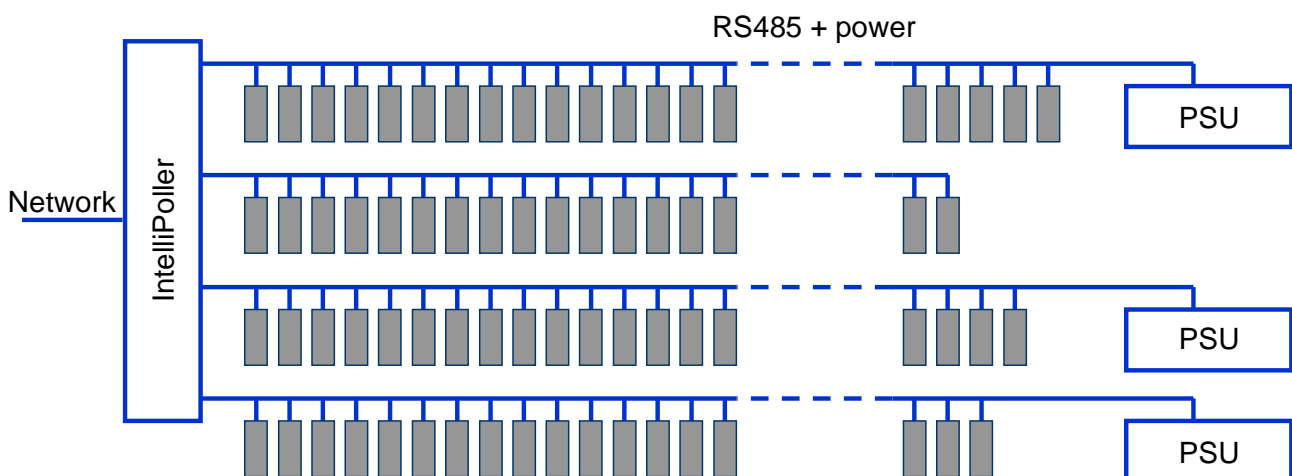 RS485 + power
PSU
Network
IntelliPoller
PSU
PSU